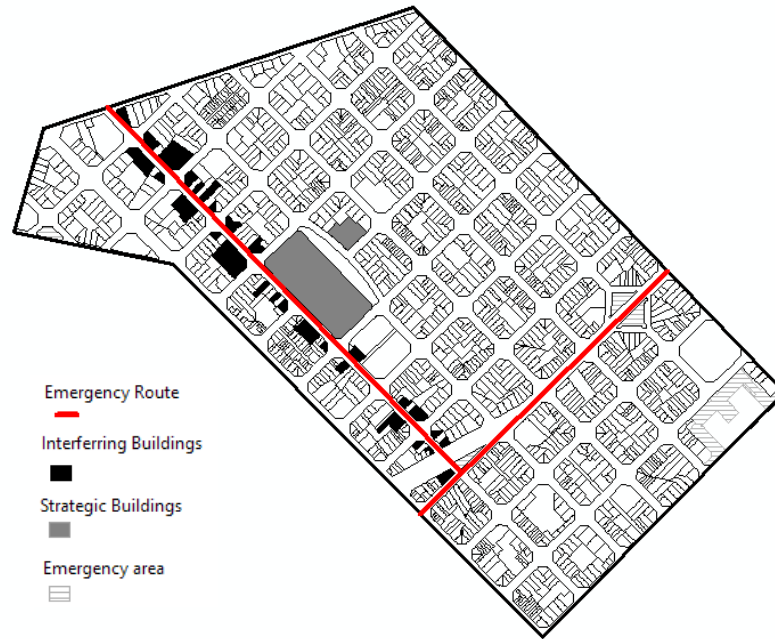 Emergency Route
Interferring Buildings
Strategic Buildings
Emergency area